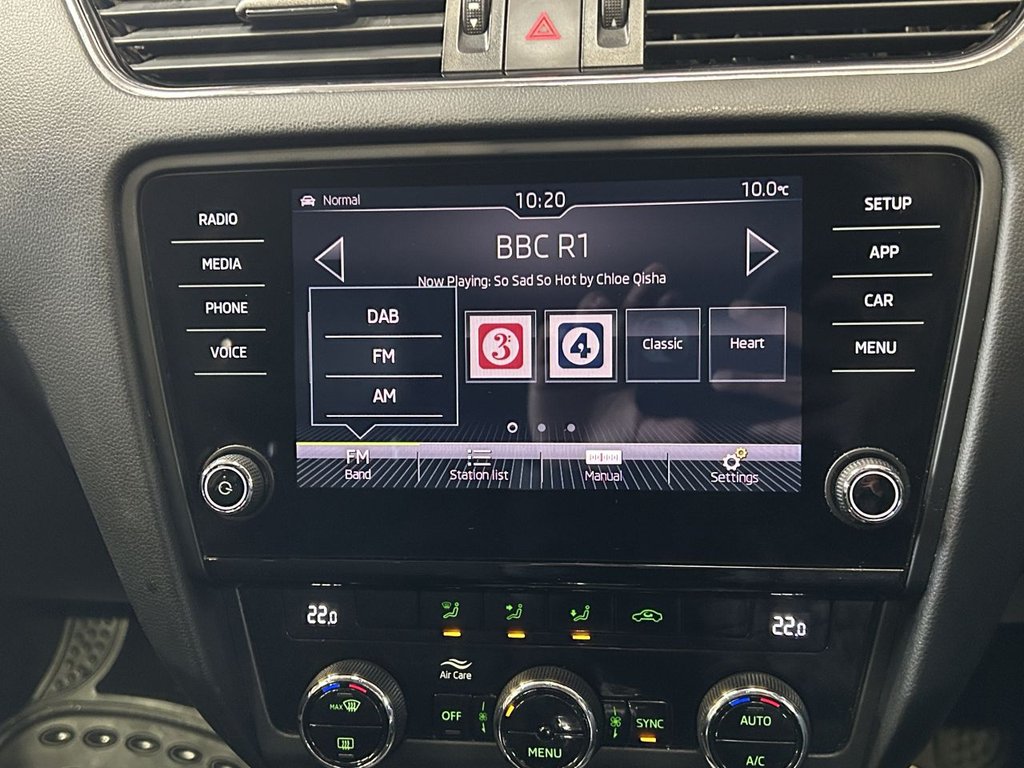 Normal
10:20
10.0°C
BBC R1
Now Playing: So Sad So Hot by Chloe Qisha
RADIO
MEDIA
PHONE
VOICE
SETUP
APP
CAR
MENU
DAB
FM
AM
3
4
Classic
Heart
FM
Band
Station list
Manual
Settings
22.0
22.0
Air Care
MAX
OFF
MENU
SYNC
AUTO
A/C